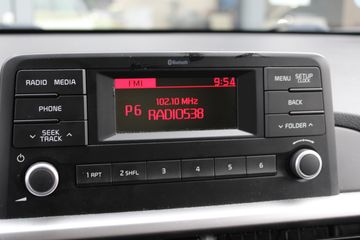 Bluetooth
RADIO MEDIA
FM1 9:54
MENU SETUP
CLOCK
102.10 MHz
P6 RADIO538
PHONE
BACK
SEEK
TRACK
FOLDER
1 RPT 2 SHFL 3 4 5 6